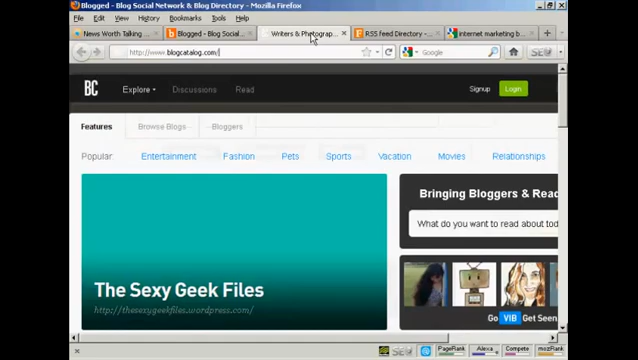 Blogged - Blog Social Network & Blog Directory - Mozilla Firefox
File Edit View History Bookmarks Tools Help
News Worth Talking ... Blogged - Blog Social... Writers & Photograp... RSS feed Directory -... internet marketing b...
http://www.blogcatalog.com/ Google SEO
BC Explore Discussions Read Signup Login
Features Browse Blogs Bloggers
Popular: Entertainment Fashion Pets Sports Vacation Movies Relationships
Bringing Bloggers & Read
What do you want to read about tod
The Sexy Geek Files
http://thesexygeekfiles.wordpress.com/
Go VIB Get Seen.
PageRank Alexa Compete mozRank